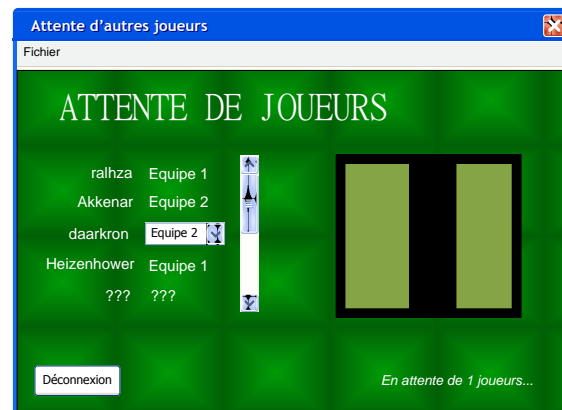 Attente d'autres joueurs
Fichier
ATTENTE DE JOUEURS
ralhza Equipe 1
Akkenar Equipe 2
daarkron Equipe 2
Heizenhower Equipe 1
??? ???
Déconnexion
En attente de 1 joueurs...